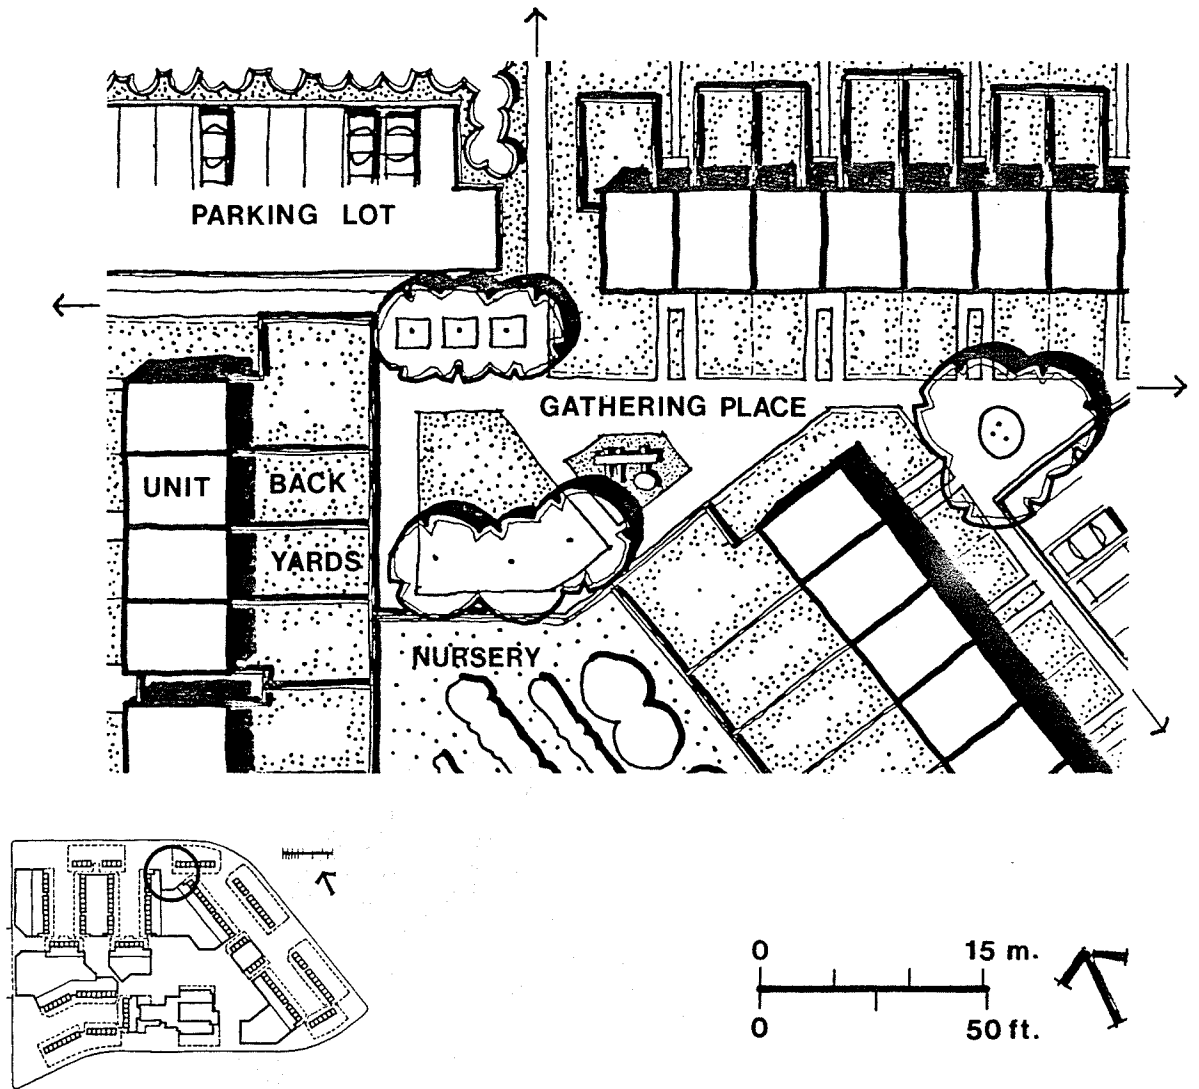 PARKING LOT
GATHERING PLACE
UNIT
BACK
YARDS
NURSERY
0 15 m.
0 50 ft.